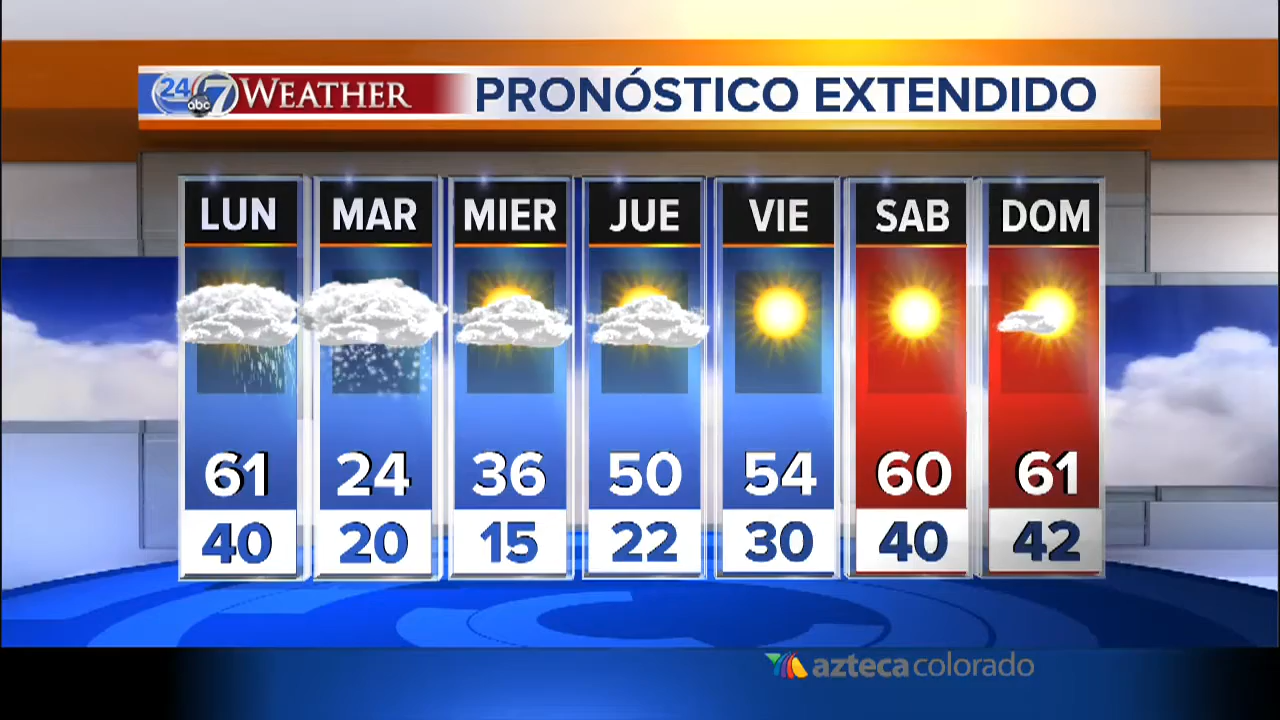 24 7 abc WEATHER PRONÓSTICO EXTENDIDO
LUN MAR MIER JUE VIE SAB DOM
61 24 36 50 54 60 61
40 20 15 22 30 40 42
azteca colorado